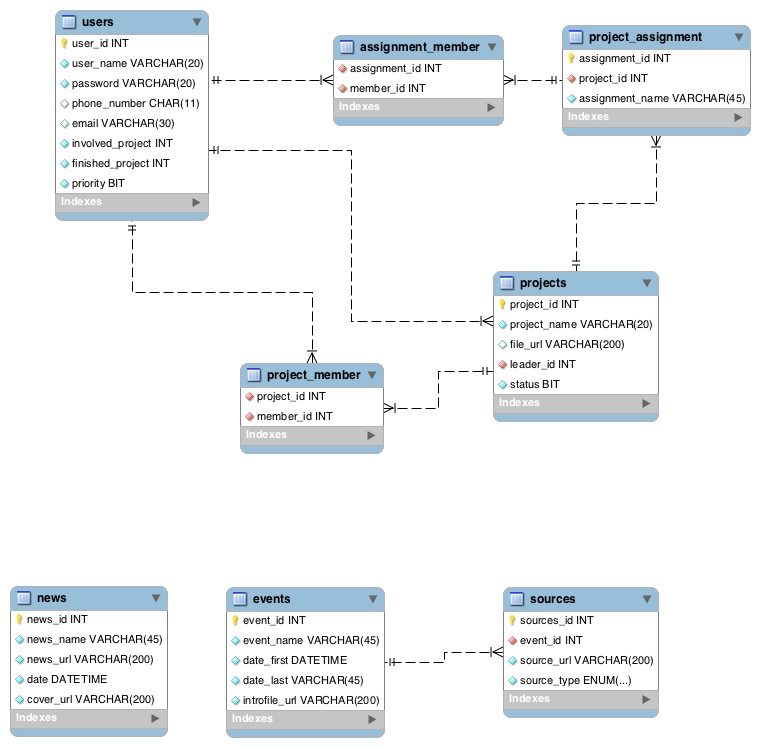 users
user_id INT
user_name VARCHAR(20)
password VARCHAR(20)
phone_number CHAR(11)
email VARCHAR(30)
involved_project INT
finished_project INT
priority BIT
Indexes
assignment_member
assignment_id INT
member_id INT
Indexes
project_assignment
assignment_id INT
project_id INT
assignment_name VARCHAR(45)
Indexes
projects
project_id INT
project_name VARCHAR(20)
file_url VARCHAR(200)
leader_id INT
status BIT
Indexes
project_member
project_id INT
member_id INT
Indexes
news
news_id INT
news_name VARCHAR(45)
news_url VARCHAR(200)
date DATETIME
cover_url VARCHAR(200)
Indexes
events
event_id INT
event_name VARCHAR(45)
date_first DATETIME
date_last VARCHAR(45)
introfile_url VARCHAR(200)
Indexes
sources
sources_id INT
event_id INT
source_url VARCHAR(200)
source_type ENUM(...)
Indexes